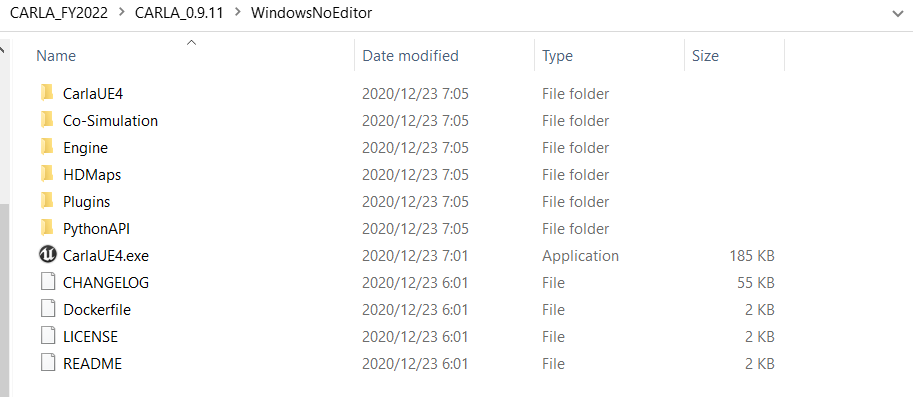 CARLA_FY2022 > CARLA_0.9.11 > WindowsNoEditor
Name Date modified Type Size
CarlaUE4 2020/12/23 7:05 File folder
Co-Simulation 2020/12/23 7:05 File folder
Engine 2020/12/23 7:05 File folder
HDMaps 2020/12/23 7:05 File folder
Plugins 2020/12/23 7:05 File folder
PythonAPI 2020/12/23 7:05 File folder
CarlaUE4.exe 2020/12/23 7:01 Application 185 KB
CHANGELOG 2020/12/23 6:01 File 55 KB
Dockerfile 2020/12/23 6:01 File 2 KB
LICENSE 2020/12/23 6:01 File 2 KB
README 2020/12/23 6:01 File 2 KB